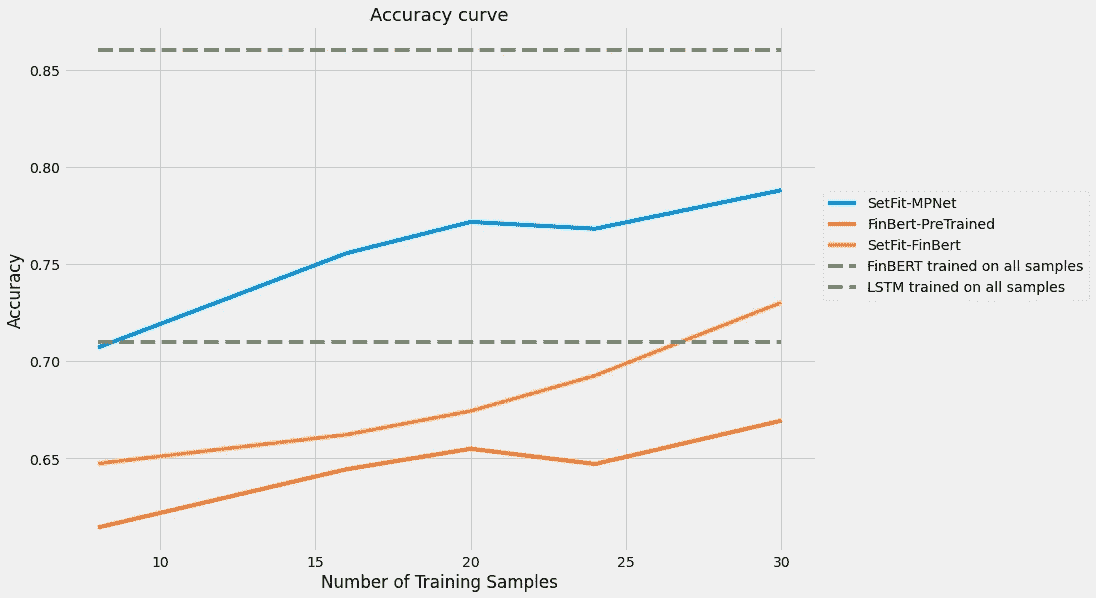 Accuracy curve
0.85
0.80
0.75
0.70
0.65
Accuracy
10 15 20 25 30
Number of Training Samples
SetFit-MPNet
FinBert-PreTrained
SetFit-FinBert
FinBERT trained on all samples
LSTM trained on all samples